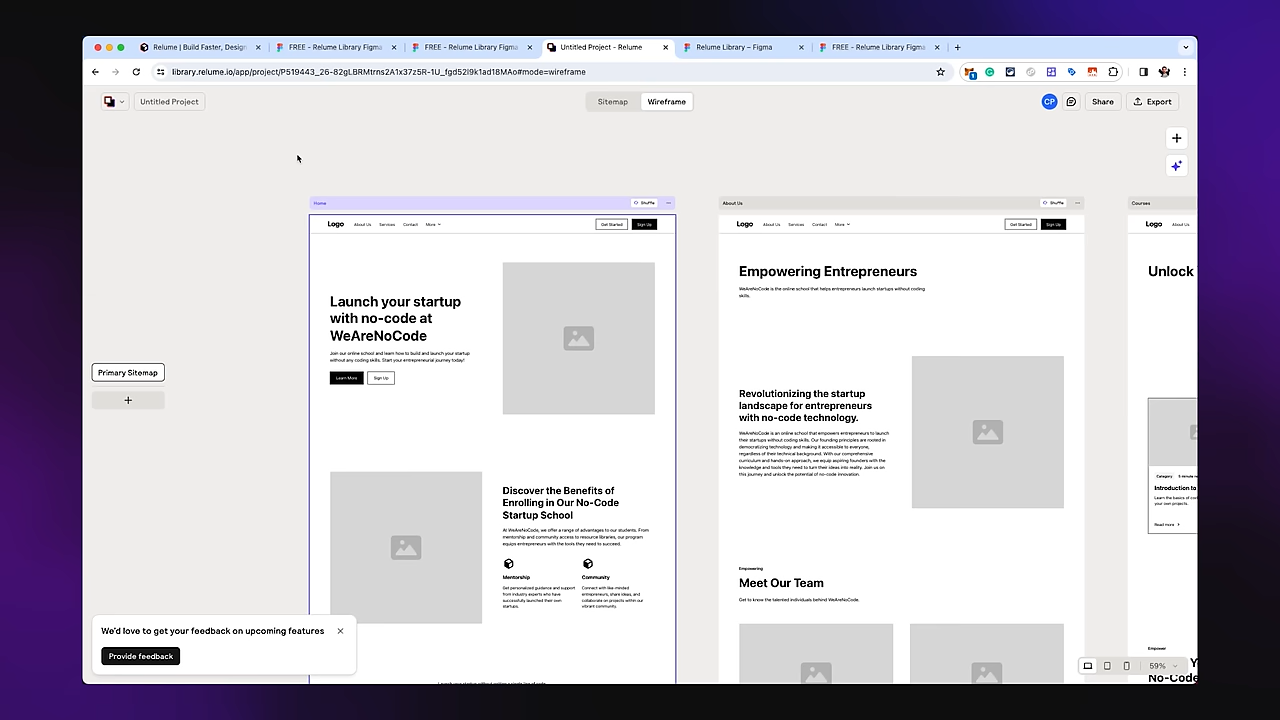 Relume | Build Faster, Design
FREE - Relume Library Figma
FREE - Relume Library Figma
Untitled Project - Relume
Relume Library – Figma
FREE - Relume Library Figma
library.relume.io/app/project/P519443_26-82gLBRMtrns2A1x37z5R-1U_fgd52I9k1ad18MAo#mode=wireframe
Untitled Project
Sitemap
Wireframe
CP
Share
Export
Primary Sitemap
Home
Shuffle
Logo
About Us
Services
Contact
More
Get Started
Sign Up
Launch your startup
with no-code at
WeAreNoCode
Join our online school and learn how to build and launch your startup
without any coding skills. Start your entrepreneurial journey today!
Learn More
Sign Up
Discover the Benefits of
Enrolling in Our No-Code
Startup School
At WeAreNoCode, we offer a range of advantages to our students. From
mentorship and community access to resource libraries, our program
equips entrepreneurs with the tools they need to succeed.
Mentorship
Get personalized guidance and support
from industry experts who have
successfully launched their own
startups.
Community
Connect with like-minded
entrepreneurs, share ideas, and
collaborate on projects within our
vibrant community.
About Us
Shuffle
Logo
About Us
Services
Contact
More
Get Started
Sign Up
Empowering Entrepreneurs
WeAreNoCode is the online school that helps entrepreneurs launch startups without coding
skills.
Revolutionizing the startup
landscape for entrepreneurs
with no-code technology.
WeAreNoCode is an online school that empowers entrepreneurs to launch
their startups without coding skills. Our founding principles are rooted in
democratizing technology and making it accessible to everyone,
regardless of their technical background. With our comprehensive
curriculum and hands-on approach, we equip aspiring founders with the
knowledge and tools they need to turn their ideas into reality. Join us on
this journey and unlock the potential of no-code innovation.
Empowering
Meet Our Team
Get to know the talented individuals behind WeAreNoCode.
Courses
Logo
About Us
Unlock
Category
5 minute
Introduction to
Learn the basics of
your own projects.
Read more
Empower
No-Code
We'd love to get your feedback on upcoming features
Provide feedback
59%